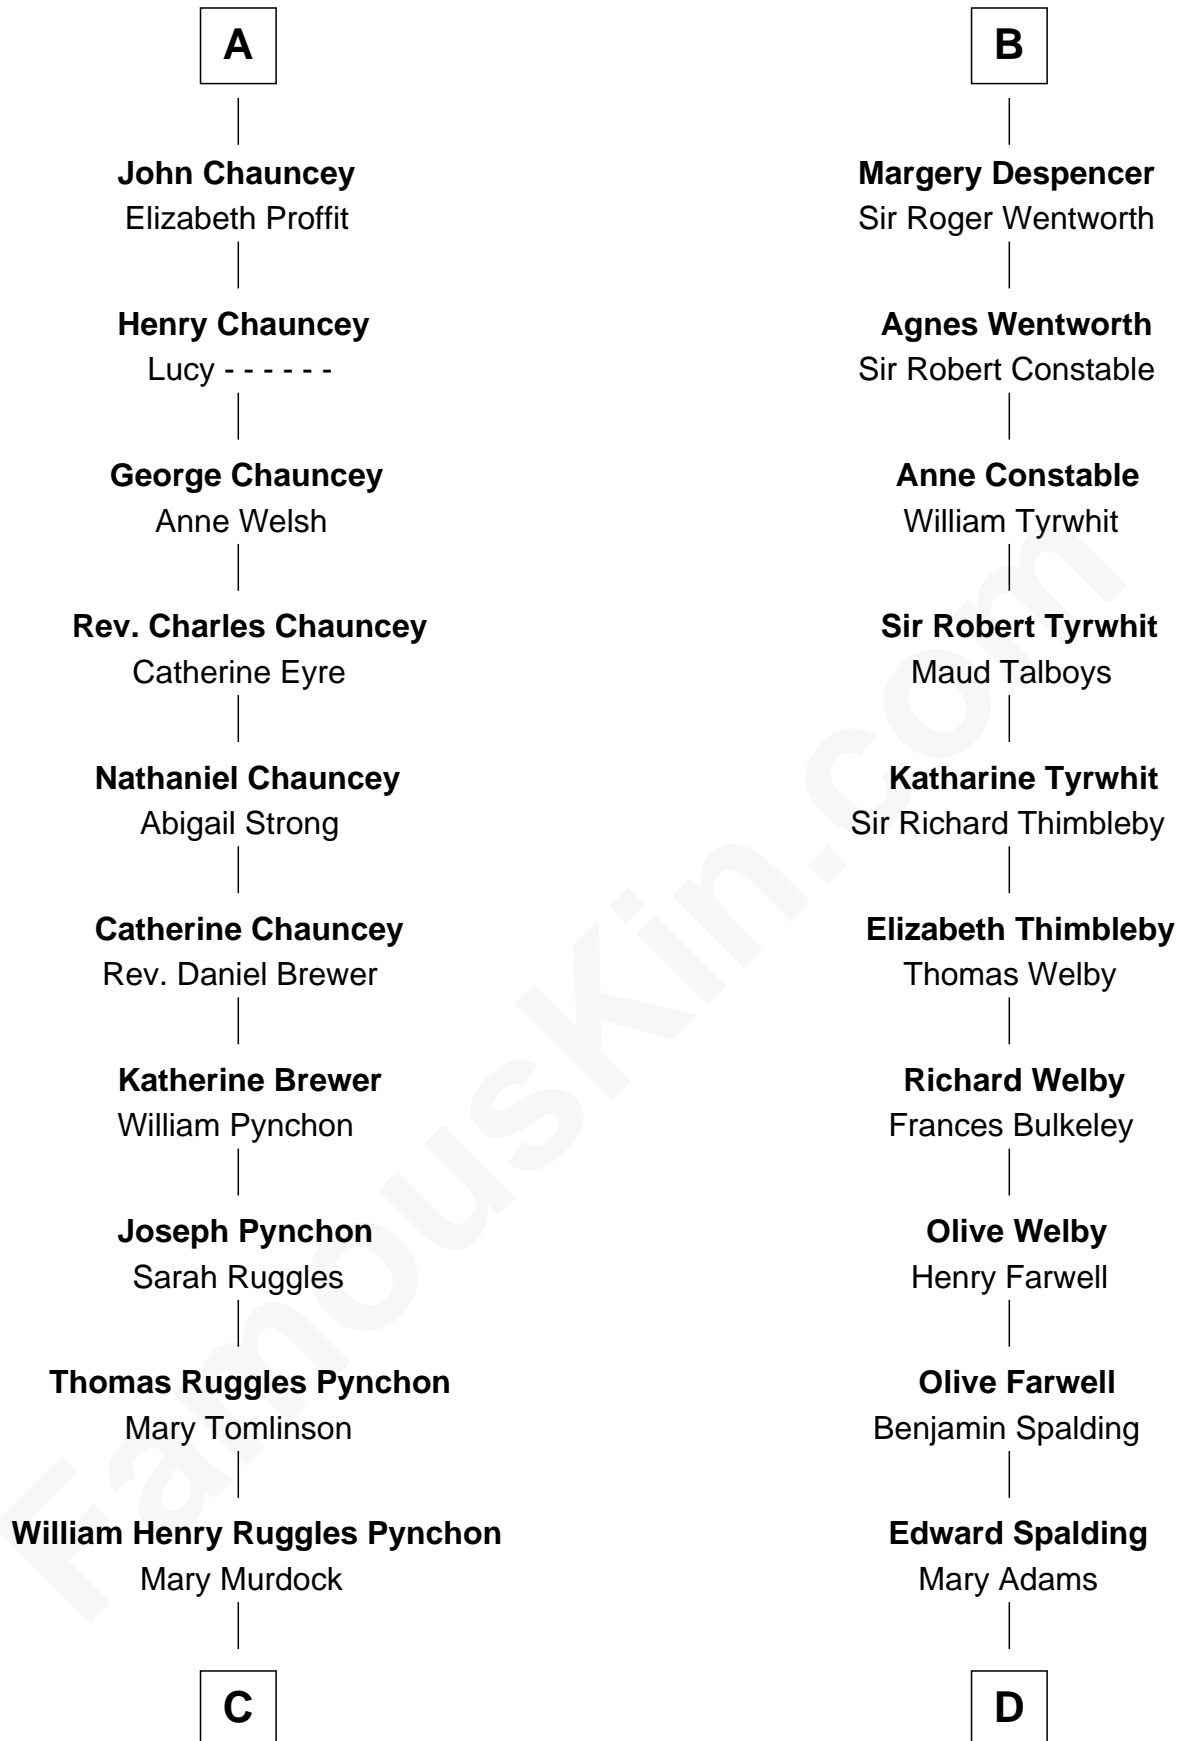 A
John Chauncey
Elizabeth Proffit
Henry Chauncey
Lucy - - - - - -
George Chauncey
Anne Welsh
Rev. Charles Chauncey
Catherine Eyre
Nathaniel Chauncey
Abigail Strong
Catherine Chauncey
Rev. Daniel Brewer
Katherine Brewer
William Pynchon
Joseph Pynchon
Sarah Ruggles
Thomas Ruggles Pynchon
Mary Tomlinson
William Henry Ruggles Pynchon
Mary Murdock
C
B
Margery Despencer
Sir Roger Wentworth
Agnes Wentworth
Sir Robert Constable
Anne Constable
William Tyrwhit
Sir Robert Tyrwhit
Maud Talboys
Katharine Tyrwhit
Sir Richard Thimbleby
Elizabeth Thimbleby
Thomas Welby
Richard Welby
Frances Bulkeley
Olive Welby
Henry Farwell
Olive Farwell
Benjamin Spalding
Edward Spalding
Mary Adams
D
FamousKin.com